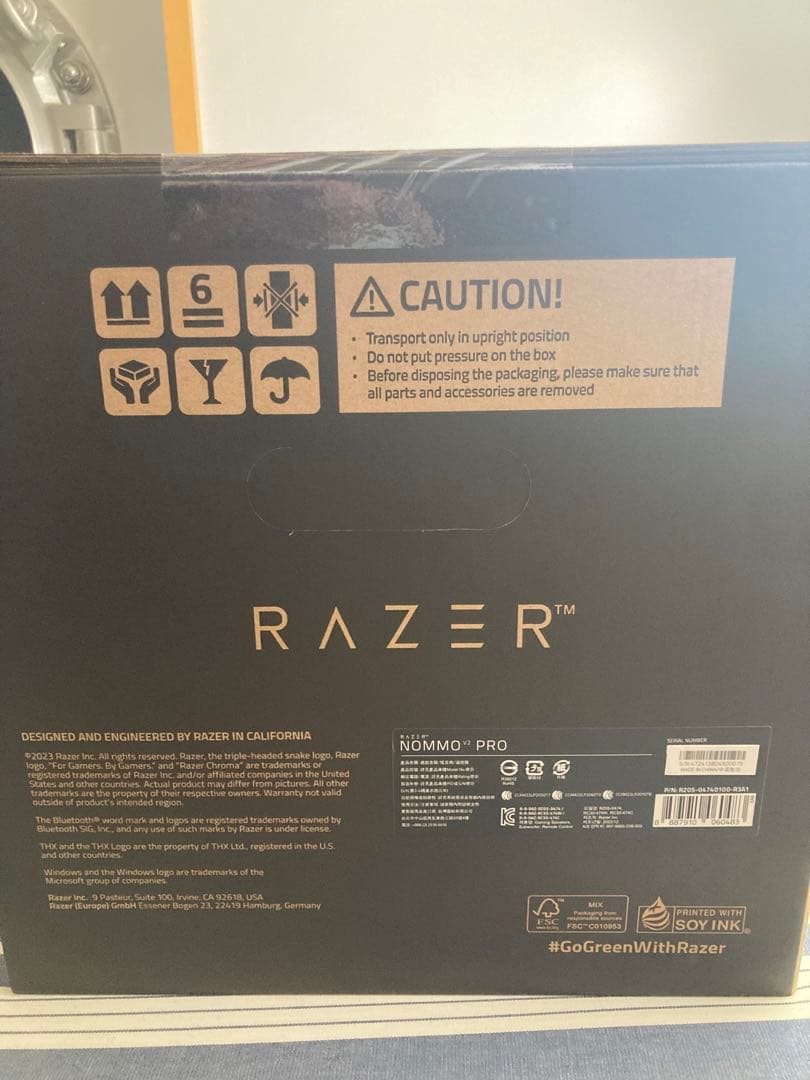 6
CAUTION!
• Transport only in upright position
• Do not put pressure on the box
• Before disposing the packaging, please make sure that
all parts and accessories are removed
RAZER™
DESIGNED AND ENGINEERED BY RAZER IN CALIFORNIA
©2023 Razer Inc. All rights reserved. Razer, the triple-headed snake logo, Razer
logo, "For Gamers. By Gamers." and "Razer Chroma" are trademarks or
registered trademarks of Razer Inc. and/or affiliated companies in the United
States and other countries. Actual product may differ from pictures. All other
trademarks are the property of their respective owners. Warranty not valid
outside of product's intended region.
The Bluetooth® word mark and logos are registered trademarks owned by
Bluetooth SIG, Inc., and any use of such marks by Razer is under license.
THX and the THX Logo are the property of THX Ltd., registered in the U.S.
and other countries.
Windows and the Windows logo are trademarks of the
Microsoft group of companies.
Razer Inc. 9 Pasteur, Suite 100, Irvine, CA 92618, USA
Razer (Europe) GmbH Essener Bogen 23, 22419 Hamburg, Germany
RAZER™
NOMMO V2 PRO
SERIAL NUMBER
P/N: RZ05-04740100-R3A1
8 887910 060483
FSC
MIX
Packaging from
responsible sources
FSC™ C010953
PRINTED WITH
SOY INK
#GoGreenWithRazer